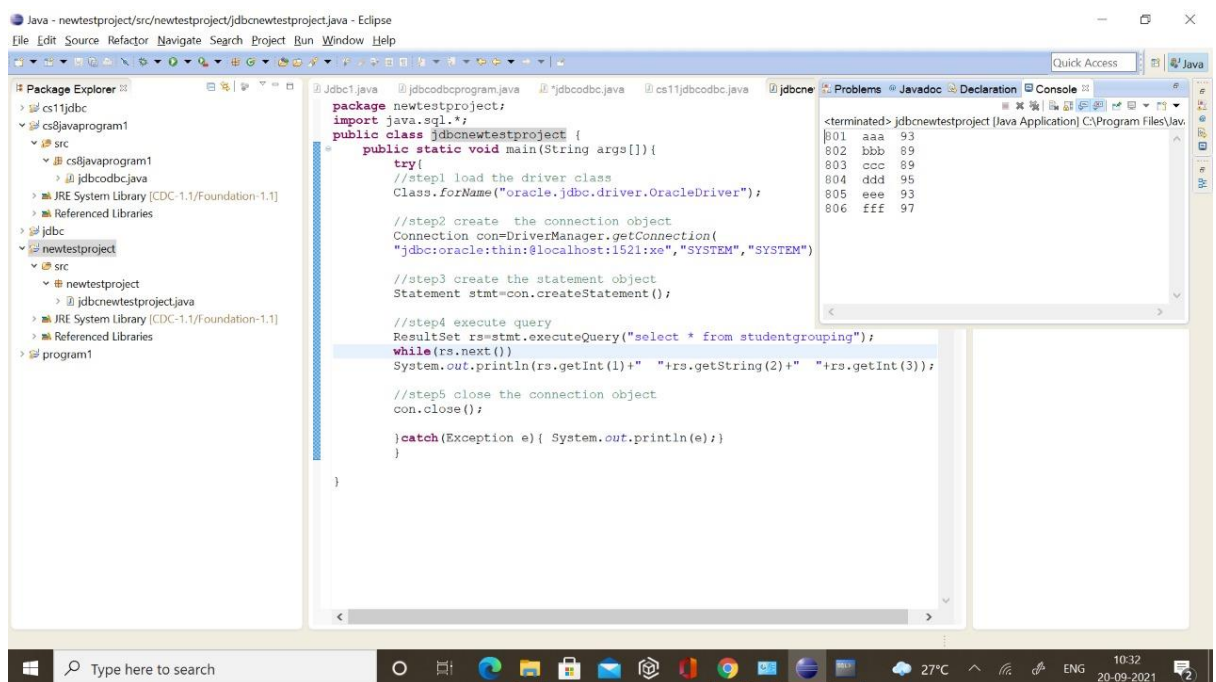 Java - newtestproject/src/newtestproject/jdbcnewtestproject.java - Eclipse
File Edit Source Refactor Navigate Search Project Run Window Help
Quick Access
Java
Package Explorer
cs11jdbc
cs8javaprogram1
src
cs8javaprogram1
jdbcodbc.java
JRE System Library [CDC-1.1/Foundation-1.1]
Referenced Libraries
jdbc
newtestproject
src
newtestproject
jdbcnewtestproject.java
JRE System Library [CDC-1.1/Foundation-1.1]
Referenced Libraries
program1
Jdbc1.java jdbcodbcprogram.java *jdbcodbc.java cs11jdbcodbc.java jdbcne
package newtestproject;
import java.sql.*;
public class jdbcnewtestproject {
public static void main(String args[]){
try{
//step1 load the driver class
Class.forName("oracle.jdbc.driver.OracleDriver");
//step2 create  the connection object
Connection con=DriverManager.getConnection(
"jdbc:oracle:thin:@localhost:1521:xe","SYSTEM","SYSTEM")
//step3 create the statement object
Statement stmt=con.createStatement();
//step4 execute query
ResultSet rs=stmt.executeQuery("select * from studentgrouping");
while(rs.next())
System.out.println(rs.getInt(1)+"  "+rs.getString(2)+"  "+rs.getInt(3));
//step5 close the connection object
con.close();
}catch(Exception e){ System.out.println(e);}
}
}
Problems Javadoc Declaration Console
<terminated> jdbcnewtestproject [Java Application] C:\Program Files\Jav
801 aaa 93
802 bbb 89
803 ccc 89
804 ddd 95
805 eee 93
806 fff 97
Type here to search
27°C
ENG
10:32
20-09-2021
2